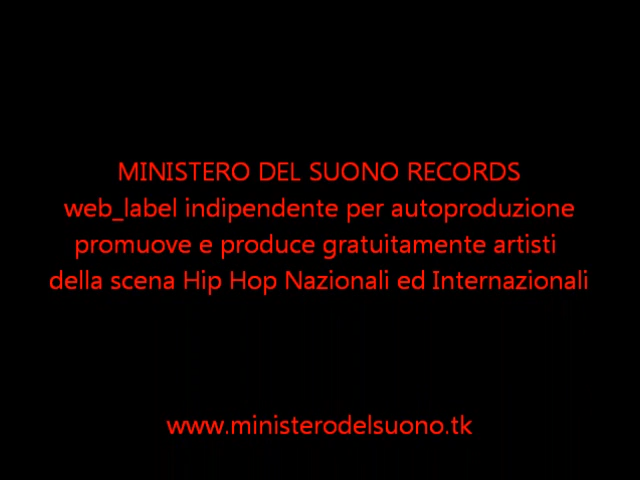 MINISTERO DEL SUONO RECORDS
web_label indipendente per autoproduzione
promuove e produce gratuitamente artisti
della scena Hip Hop Nazionali ed Internazionali
www.ministerodelsuono.tk